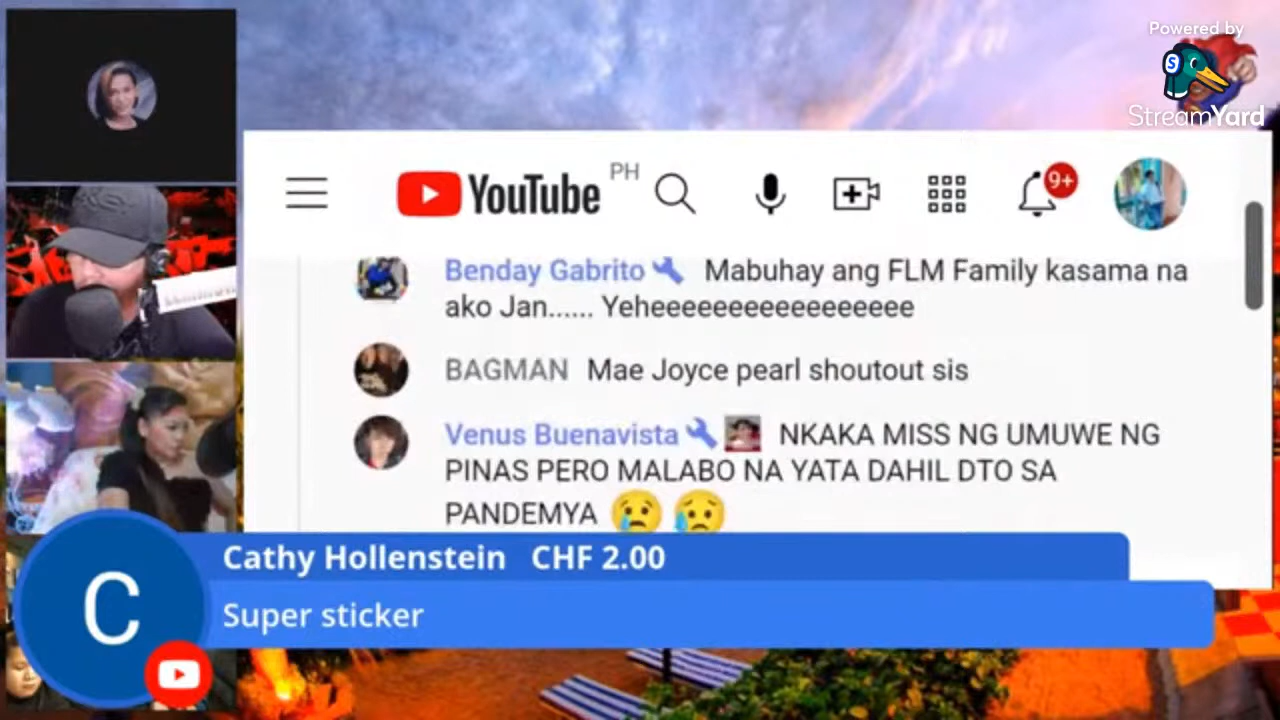 Powered by
StreamYard
YouTube PH
9+
Benday Gabrito Mabuhay ang FLM Family kasama na
ako Jan...... Yeheeeeeeeeeeeeeeeee
BAGMAN Mae Joyce pearl shoutout sis
Venus Buenavista NKAKA MISS NG UMUWE NG
PINAS PERO MALABO NA YATA DAHIL DTO SA
PANDEMYA 😢 😥
Cathy Hollenstein CHF 2.00
C
Super sticker